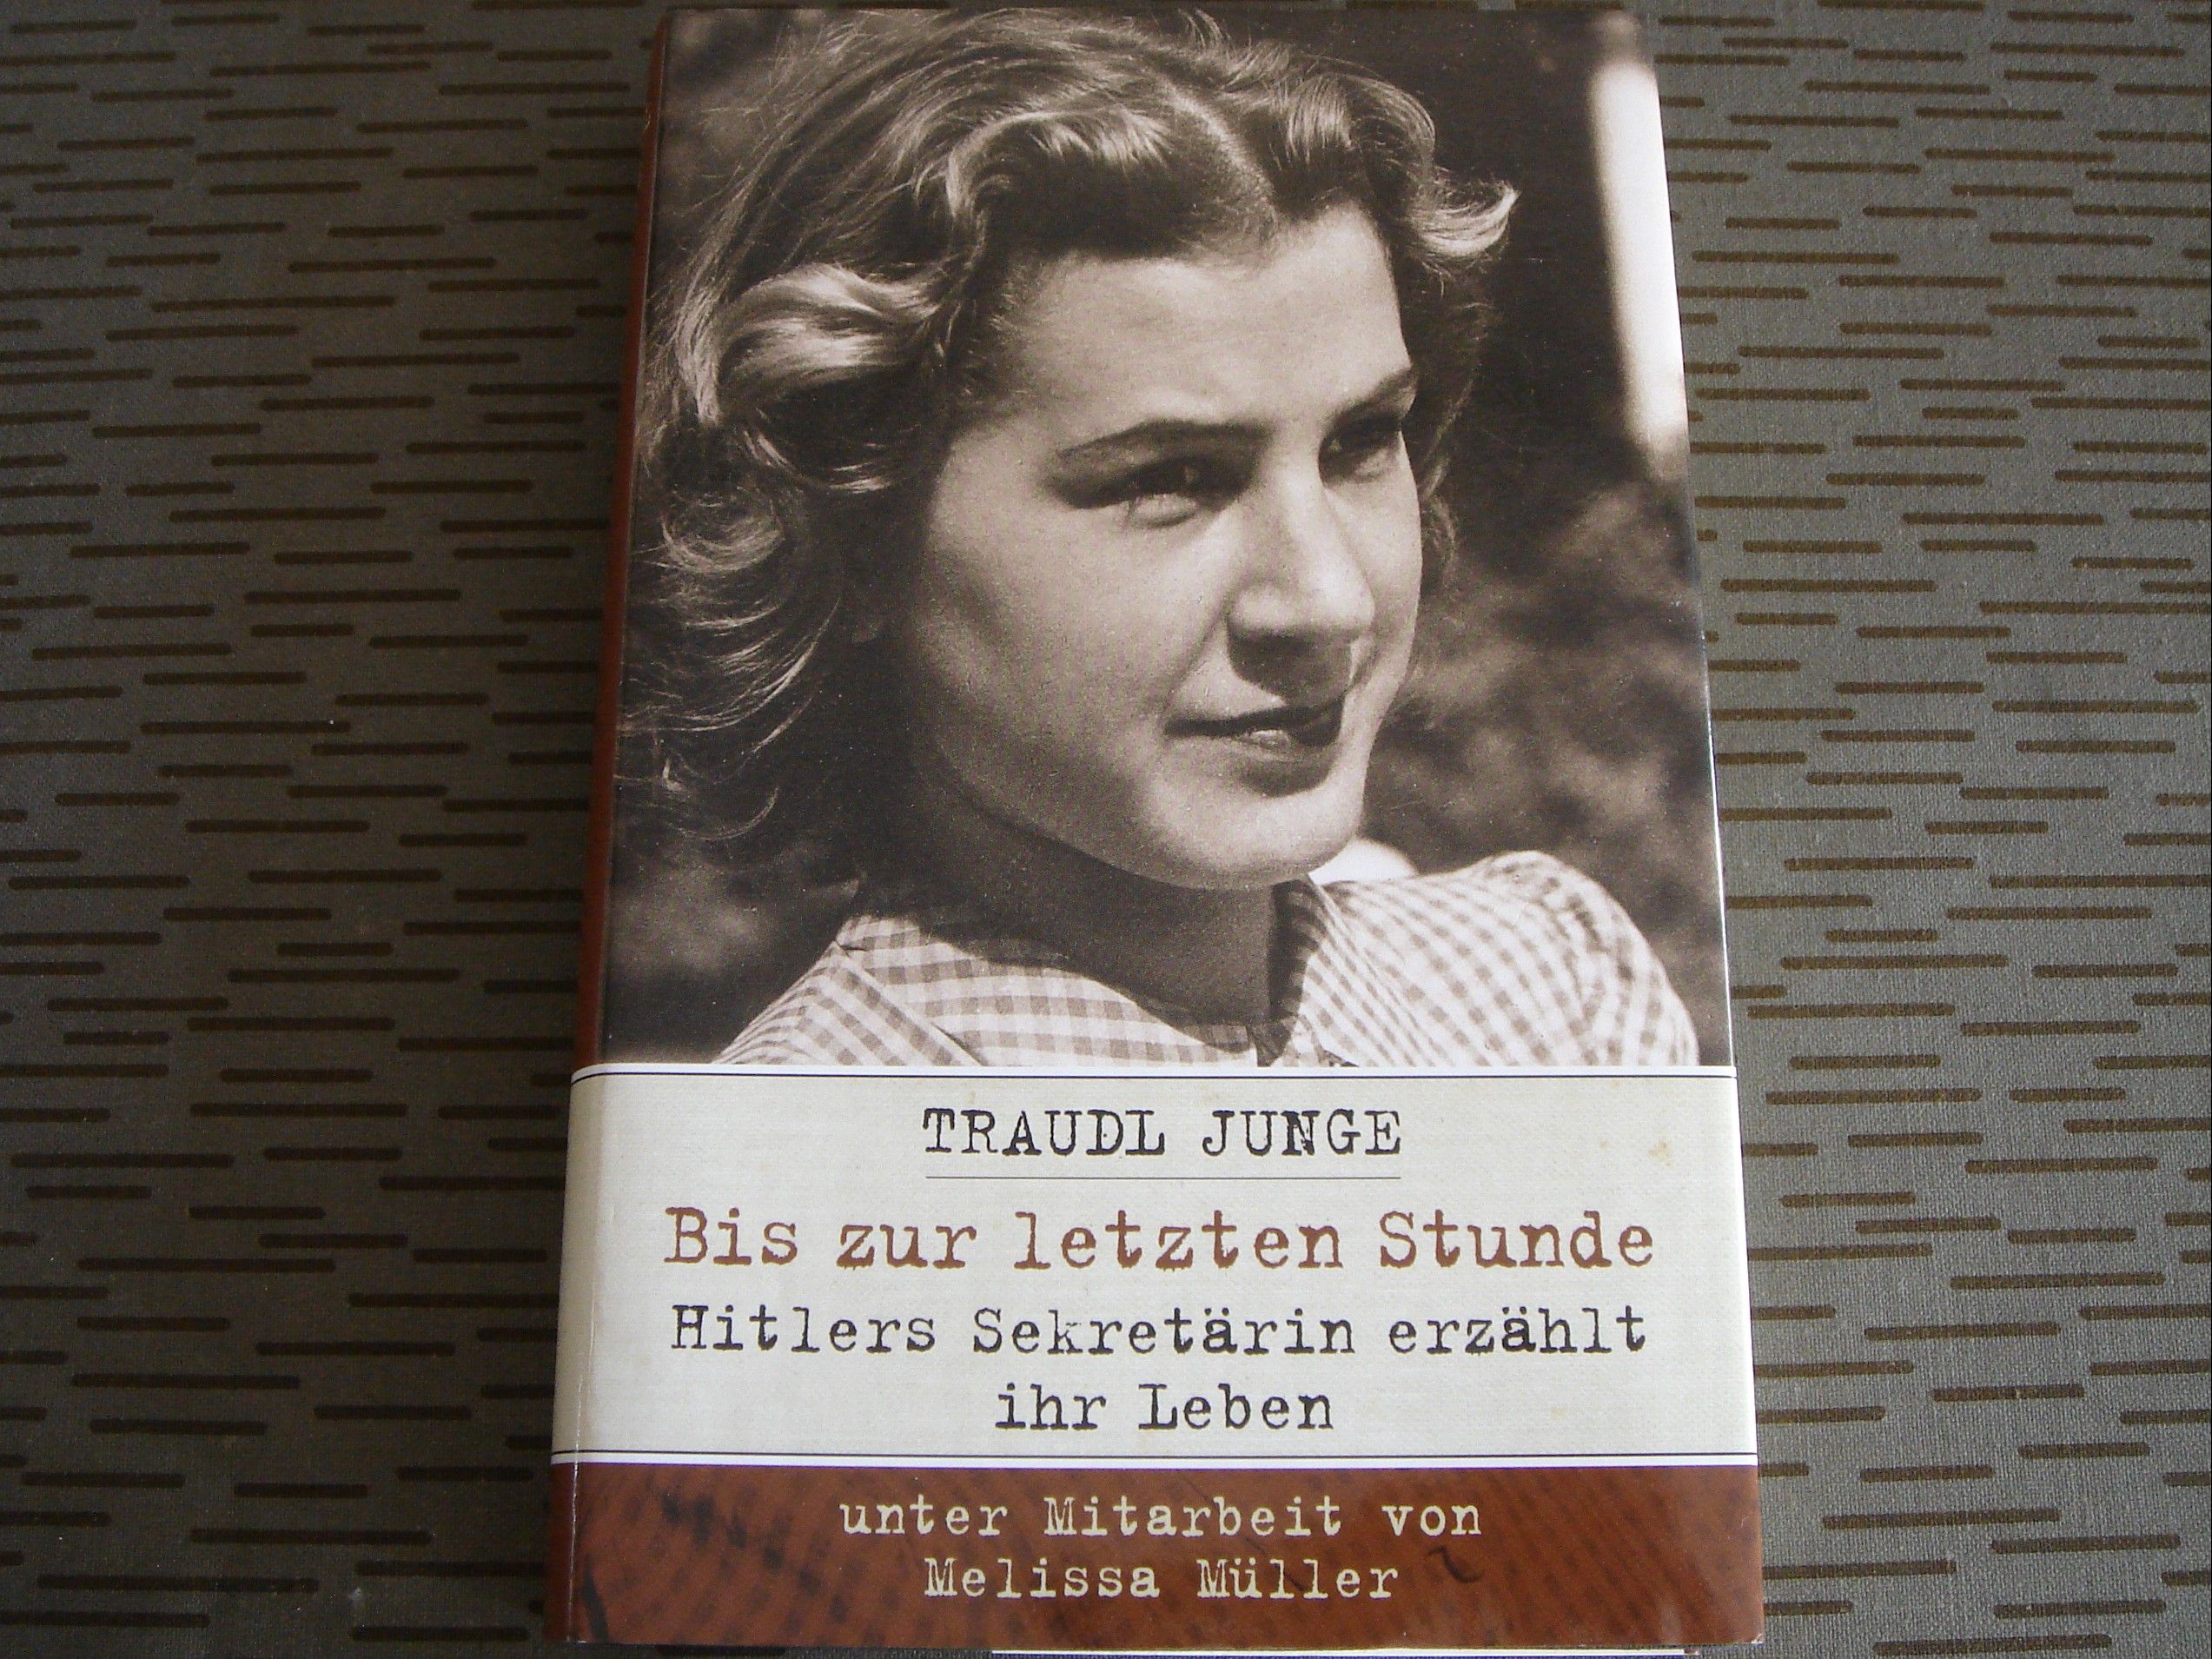 TRAUDL JUNGE
Bis zur letzten Stunde
Hitlers Sekretärin erzählt
ihr Leben
unter Mitarbeit von
Melissa Müller